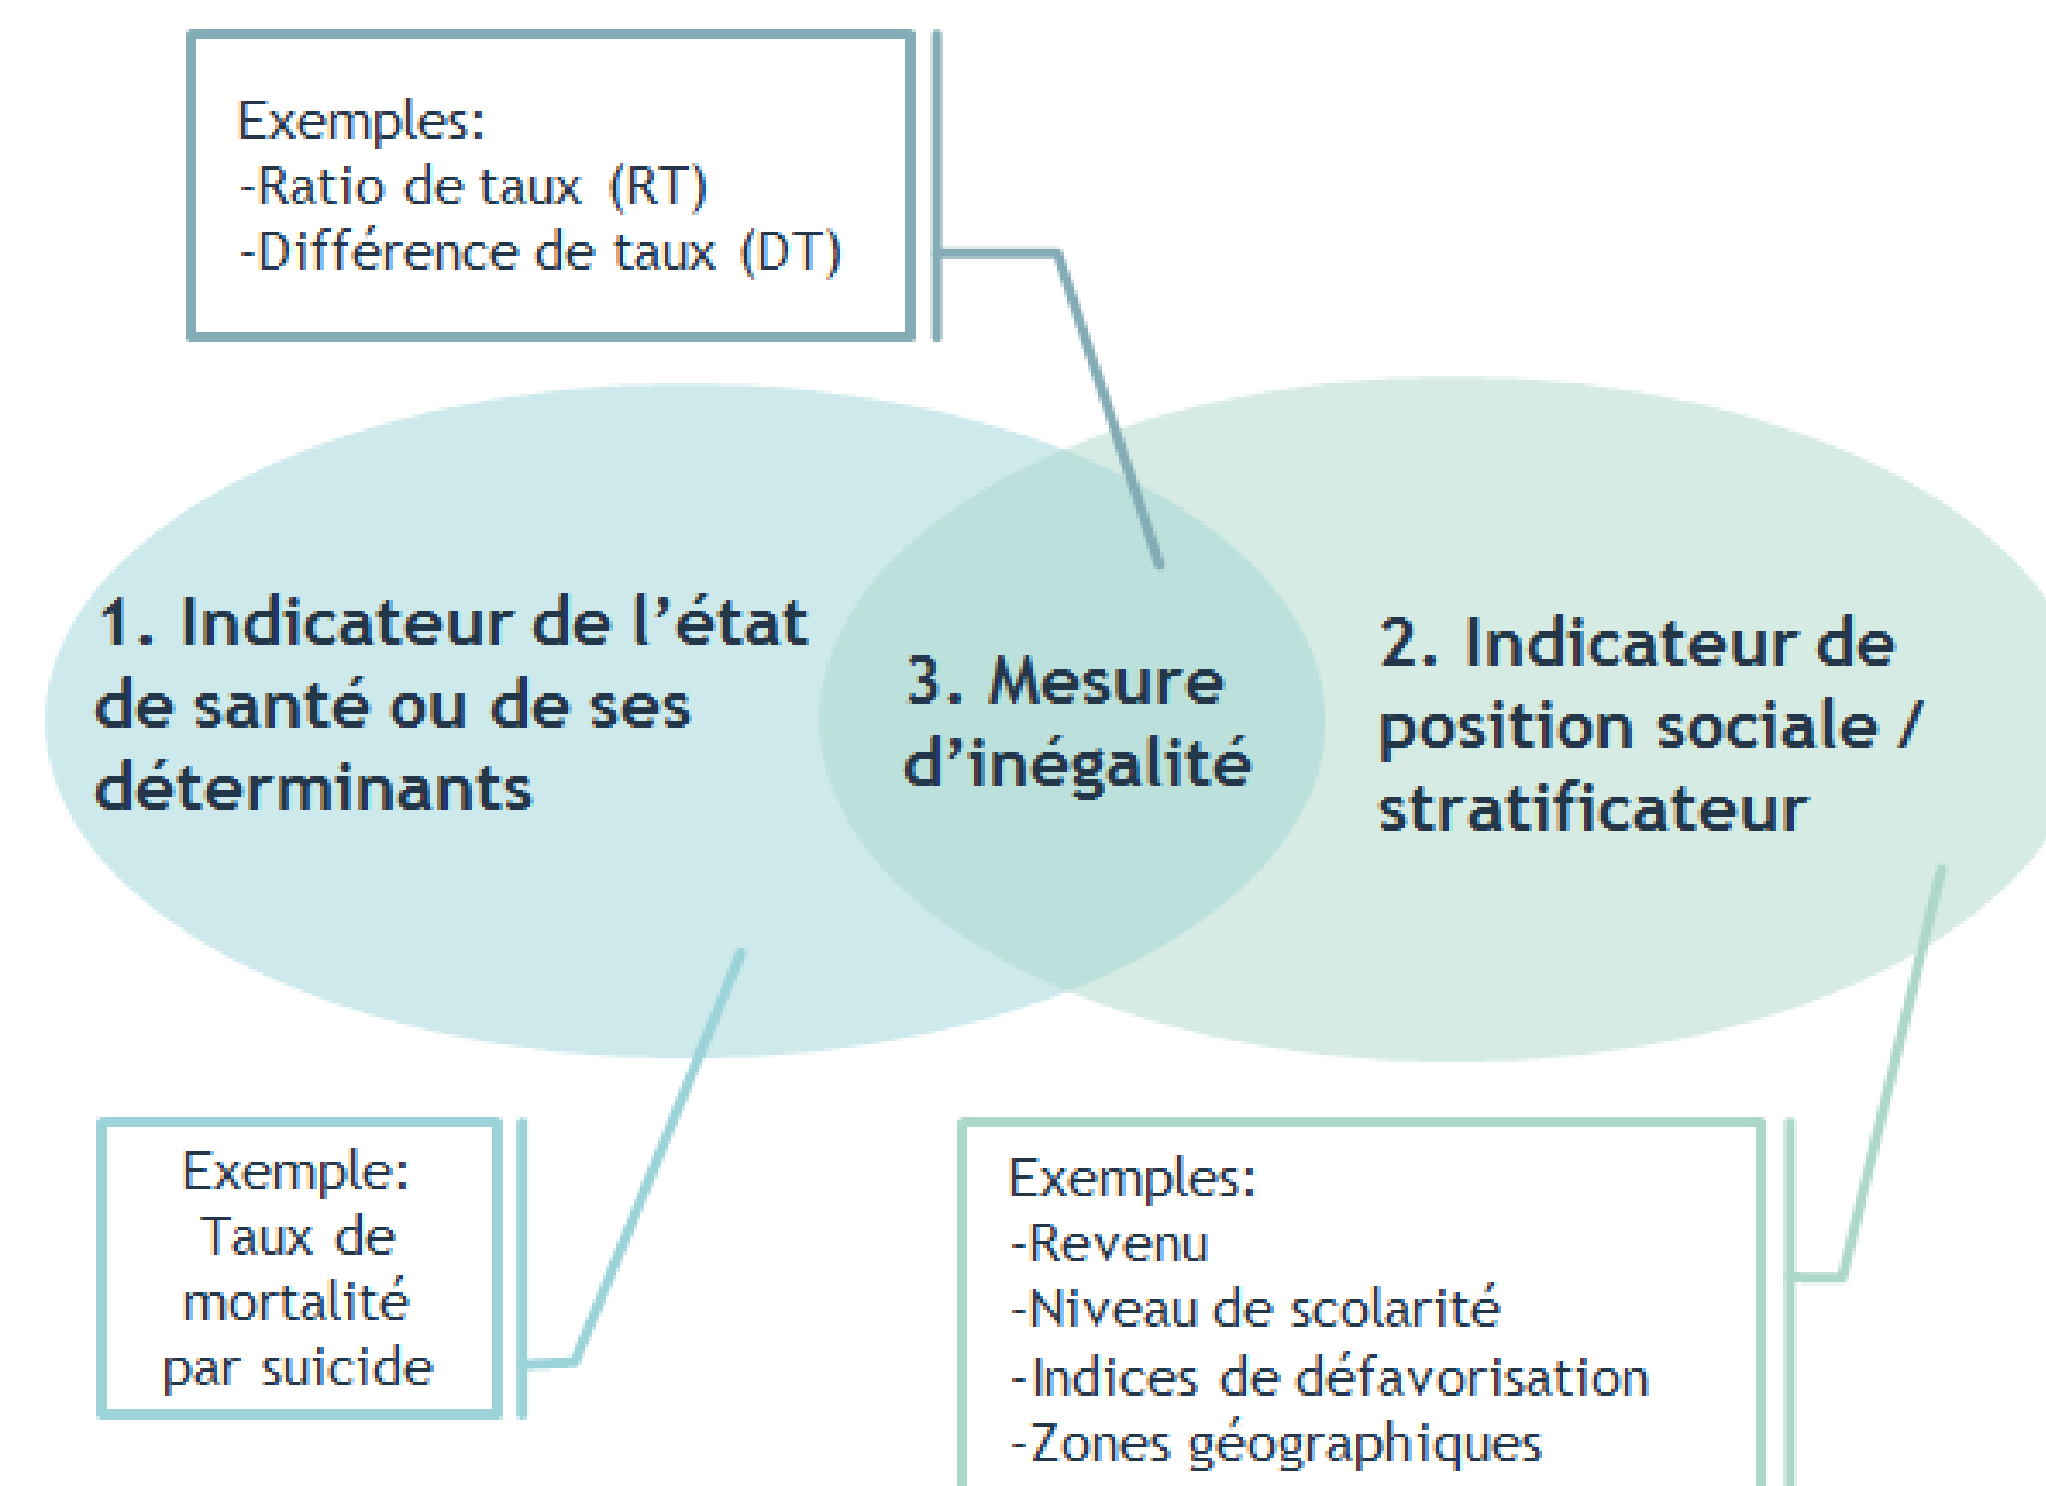 Exemples:
-Ratio de taux (RT)
-Différence de taux (DT)
1. Indicateur de l’état
de santé ou de ses
déterminants
3. Mesure
d’inégalité
2. Indicateur de
position sociale /
stratificateur
Exemple:
Taux de
mortalité
par suicide
Exemples:
-Revenu
-Niveau de scolarité
-Indices de défavorisation
-Zones géographiques